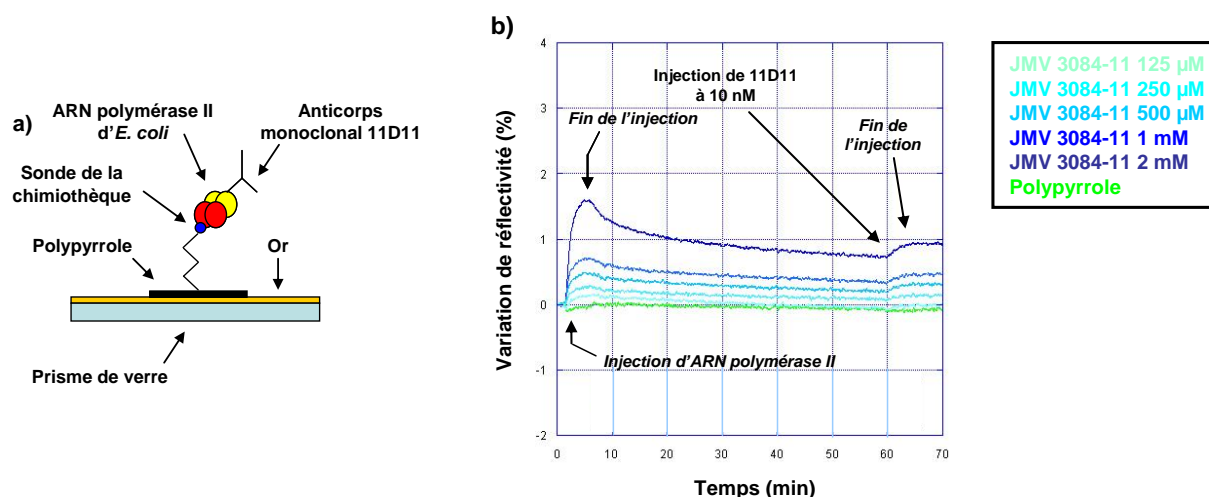 a)
ARN polymérase II
d'E. coli
Anticorps
monoclonal 11D11
Sonde de la
chimiothèque
Polypyrrole
Or
Prisme de verre
b)
Variation de réflectivité (%)
4
3
2
1
0
-1
-2
Injection de 11D11
à 10 nM
Fin de l'injection
Fin de
l'injection
Injection d'ARN polymérase II
0
10
20
30
40
50
60
70
Temps (min)
JMV 3084-11 125 µM
JMV 3084-11 250 µM
JMV 3084-11 500 µM
JMV 3084-11 1 mM
JMV 3084-11 2 mM
Polypyrrole